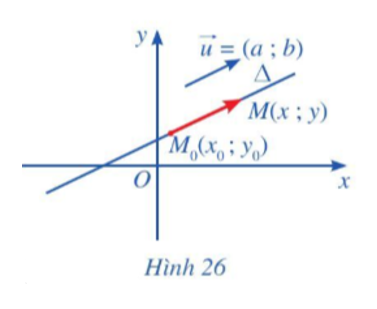 y
u⃗ = (a ; b)
Δ
M(x ; y)
M₀(x₀ ; y₀)
O
x
Hình 26